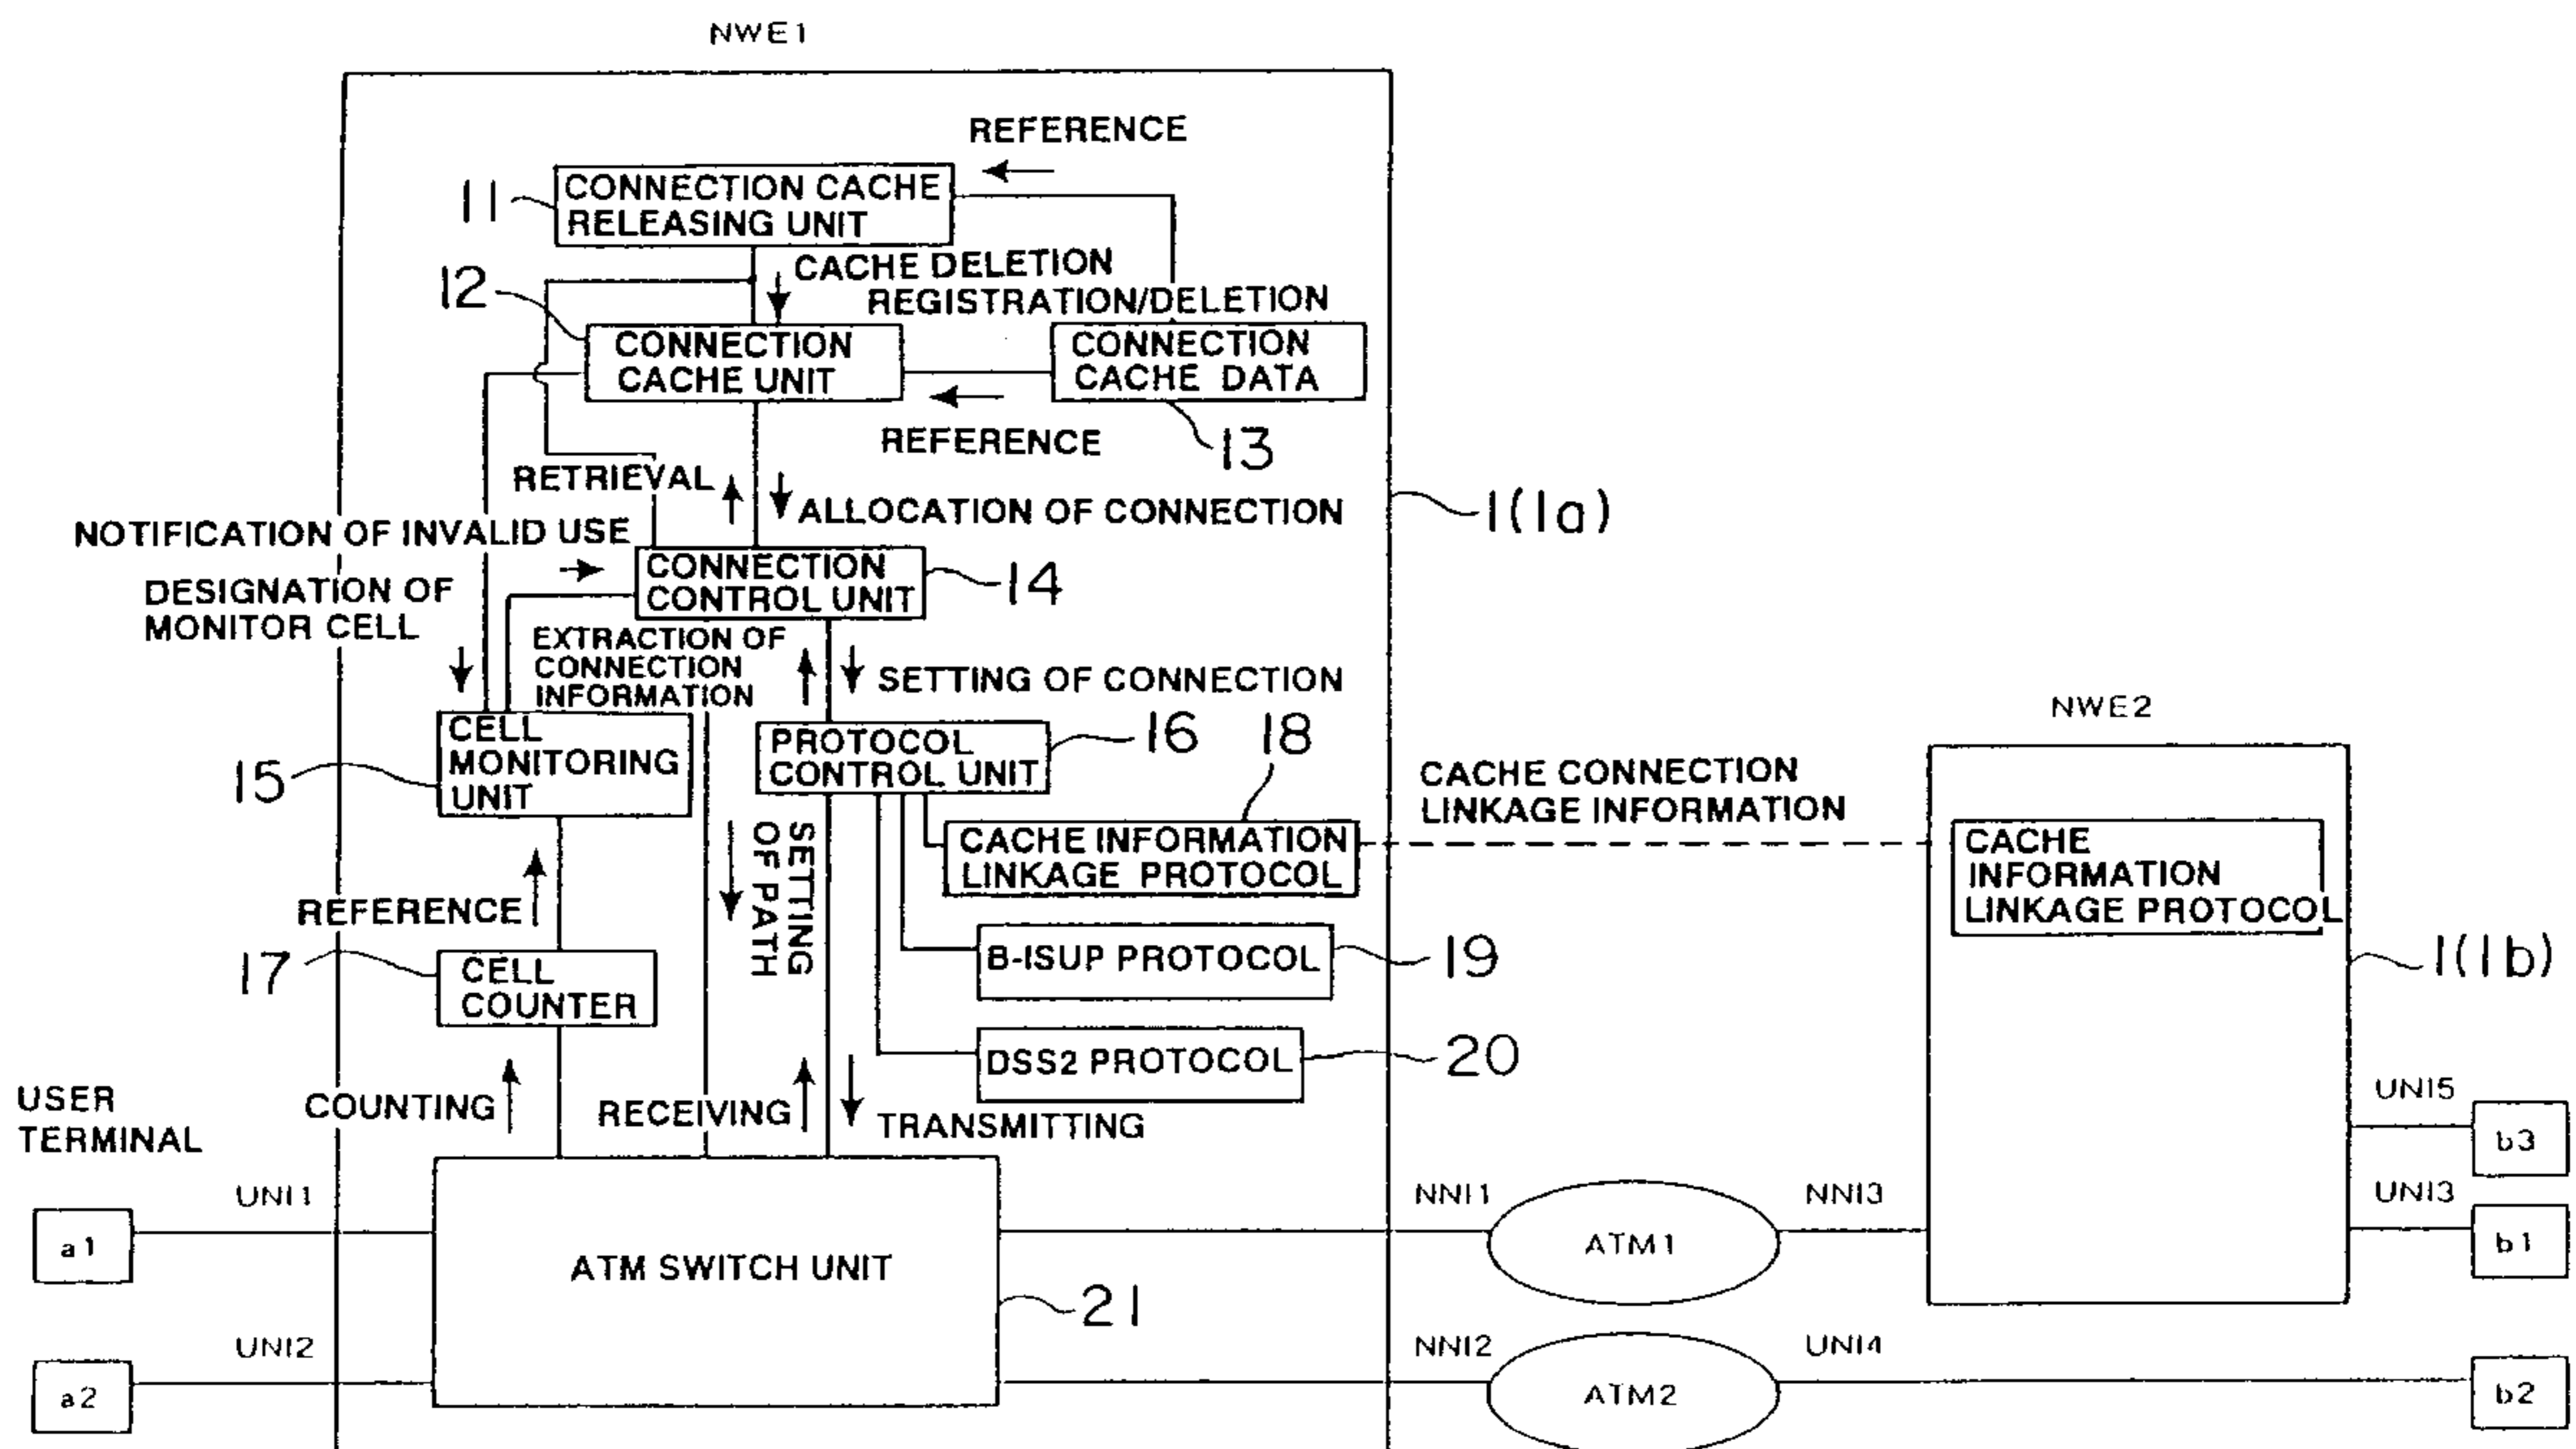 NWE1
REFERENCE
11
CONNECTION CACHE
RELEASING UNIT
CACHE DELETION
12
REGISTRATION/DELETION
CONNECTION
CACHE UNIT
CONNECTION
CACHE DATA
REFERENCE
13
RETRIEVAL
ALLOCATION OF CONNECTION
1(1a)
NOTIFICATION OF INVALID USE
CONNECTION
CONTROL UNIT
14
DESIGNATION OF
MONITOR CELL
EXTRACTION OF
CONNECTION
INFORMATION
SETTING OF CONNECTION
CELL
MONITORING
UNIT
15
PROTOCOL
CONTROL UNIT
16
18
NWE2
CACHE CONNECTION
LINKAGE INFORMATION
SETTING
OF PATH
CACHE INFORMATION
LINKAGE PROTOCOL
CACHE
INFORMATION
LINKAGE PROTOCOL
REFERENCE
B-ISUP PROTOCOL
19
1(1b)
17
CELL
COUNTER
DSS2 PROTOCOL
20
USER
TERMINAL
COUNTING
RECEIVING
TRANSMITTING
UNI5
b3
UNI1
NNI1
NNI3
UNI3
a1
ATM SWITCH UNIT
ATM1
b1
21
UNI2
NNI2
UNI4
a2
ATM2
b2